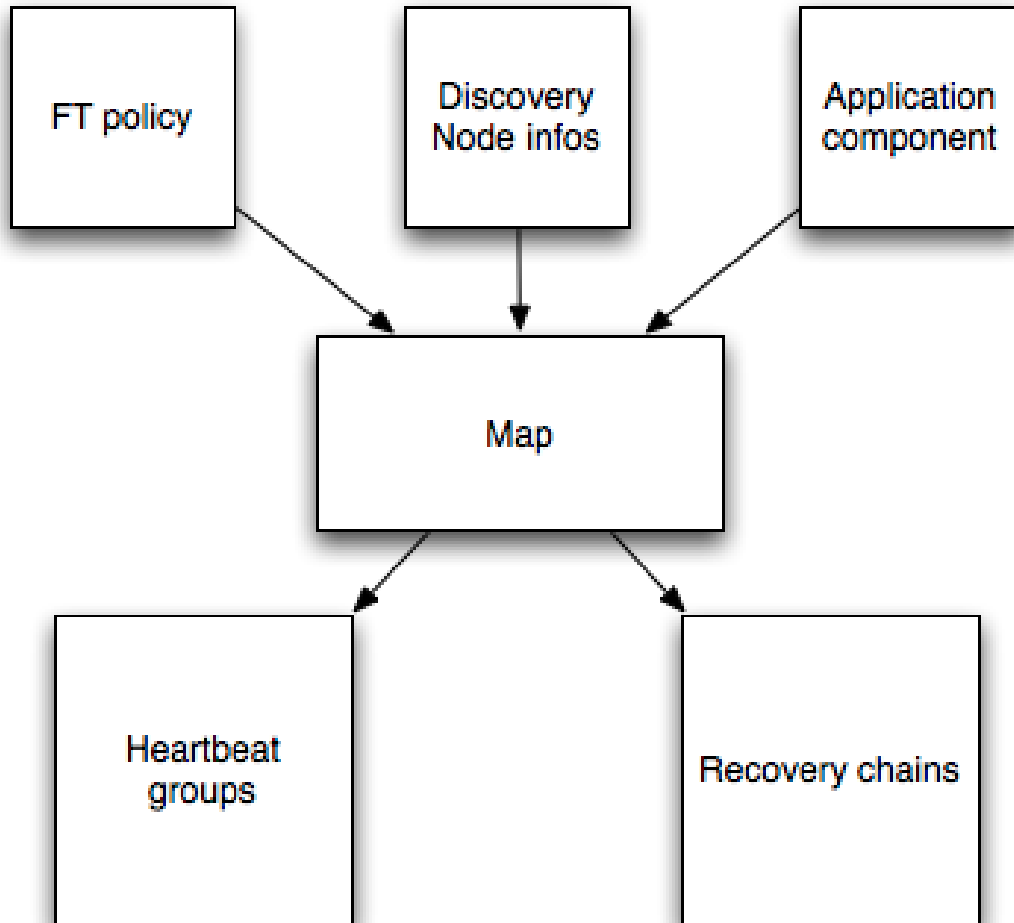 FT policy
Discovery
Node infos
Application
component
Map
Heartbeat
groups
Recovery chains